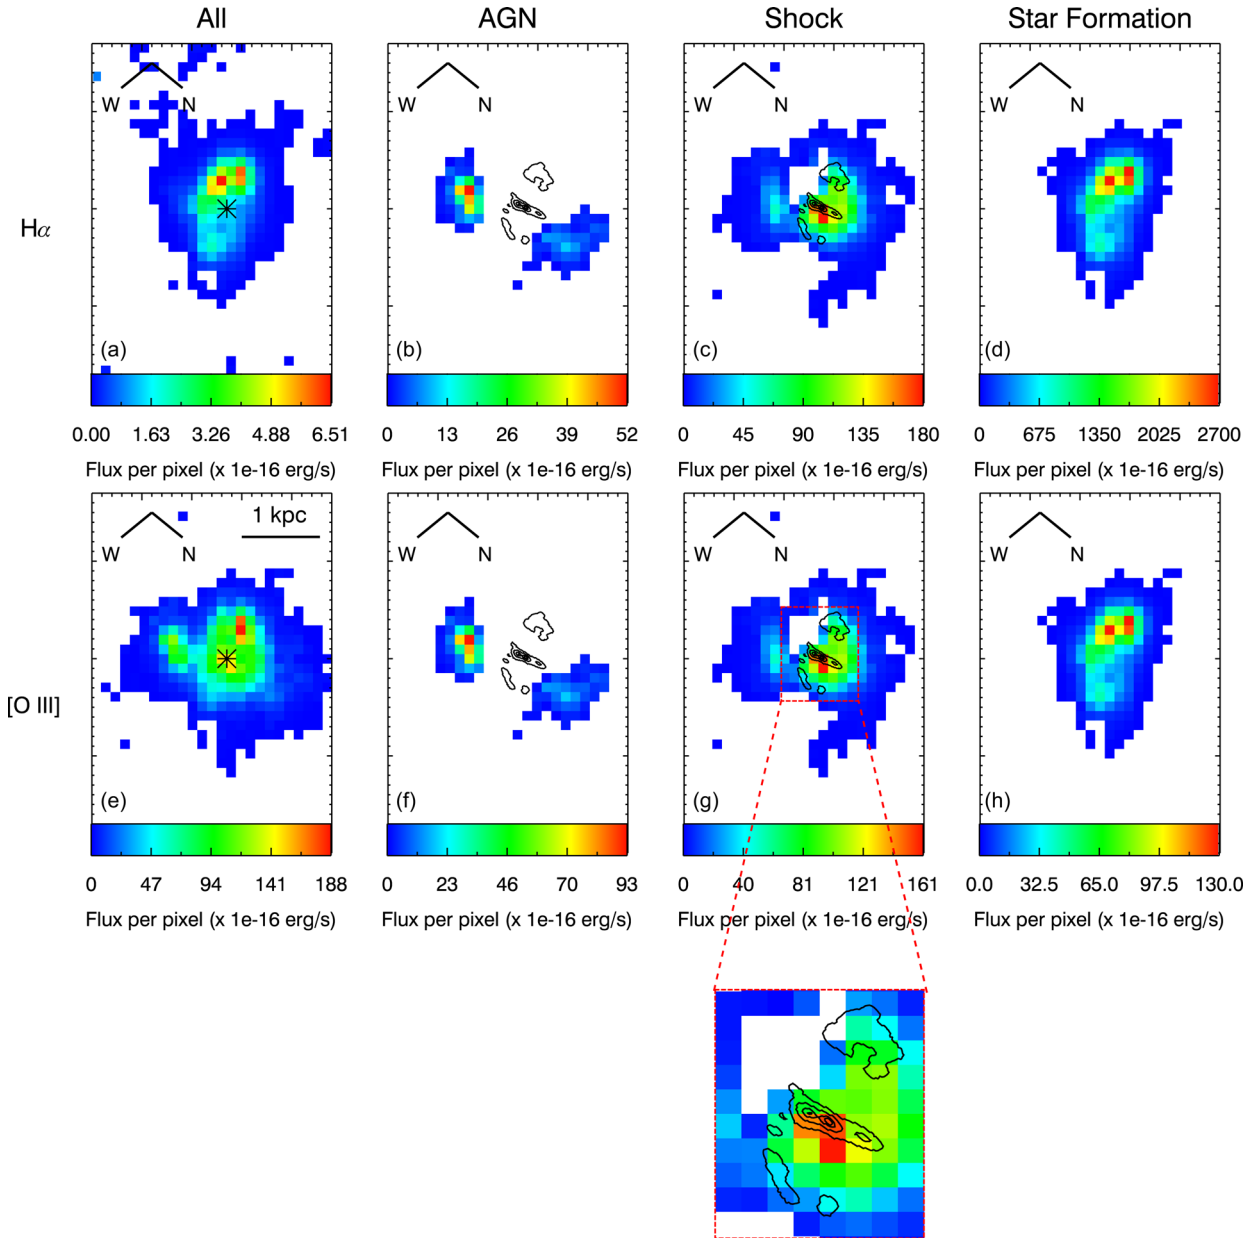 All AGN Shock Star Formation
W N W N W N W N
Hα
(a) (b) (c) (d)
0.00 1.63 3.26 4.88 6.51 0 13 26 39 52 0 45 90 135 180 0 675 1350 2025 2700
Flux per pixel (x 1e-16 erg/s) Flux per pixel (x 1e-16 erg/s) Flux per pixel (x 1e-16 erg/s) Flux per pixel (x 1e-16 erg/s)
1 kpc
W N W N W N W N
[O III]
(e) (f) (g) (h)
0 47 94 141 188 0 23 46 70 93 0 40 81 121 161 0.0 32.5 65.0 97.5 130.0
Flux per pixel (x 1e-16 erg/s) Flux per pixel (x 1e-16 erg/s) Flux per pixel (x 1e-16 erg/s) Flux per pixel (x 1e-16 erg/s)